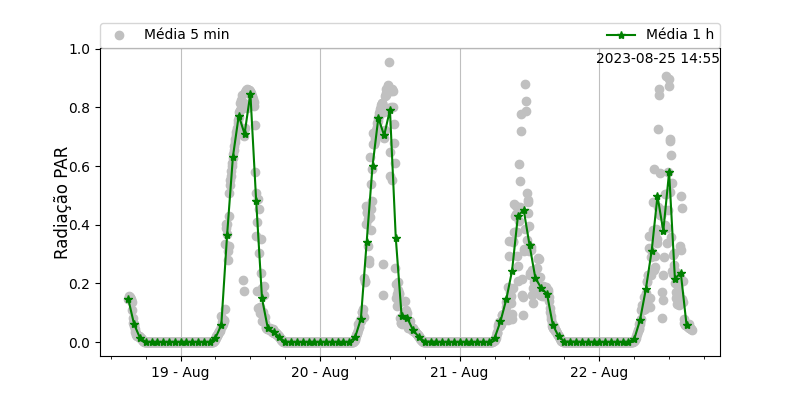 Média 5 min
Média 1 h
2023-08-25 14:55
1.0
0.8
0.6
0.4
0.2
0.0
Radiação PAR
19 - Aug
20 - Aug
21 - Aug
22 - Aug